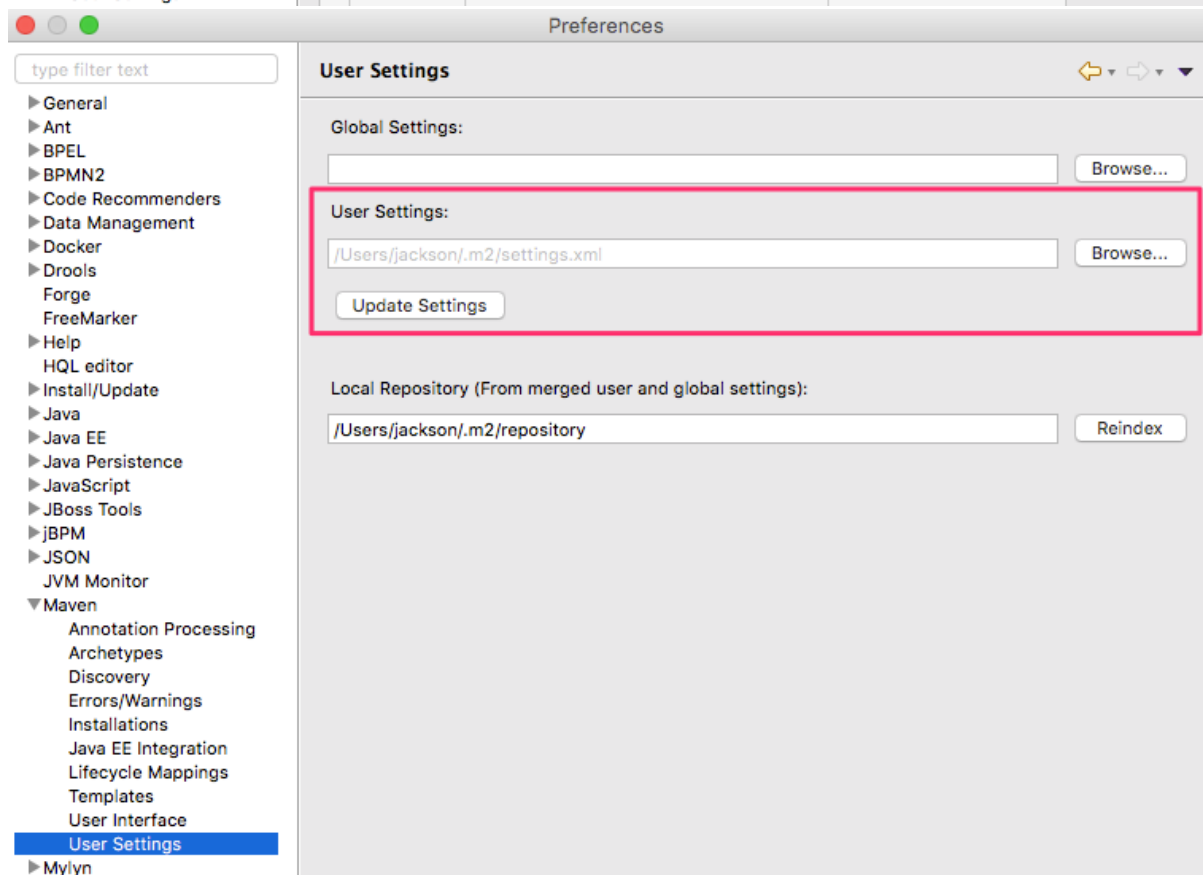 Preferences
type filter text
General
Ant
BPEL
BPMN2
Code Recommenders
Data Management
Docker
Drools
Forge
FreeMarker
Help
HQL editor
Install/Update
Java
Java EE
Java Persistence
JavaScript
JBoss Tools
jBPM
JSON
JVM Monitor
Maven
Annotation Processing
Archetypes
Discovery
Errors/Warnings
Installations
Java EE Integration
Lifecycle Mappings
Templates
User Interface
User Settings
Mylyn
User Settings
Global Settings:
Browse...
User Settings:
/Users/jackson/.m2/settings.xml
Browse...
Update Settings
Local Repository (From merged user and global settings):
/Users/jackson/.m2/repository
Reindex